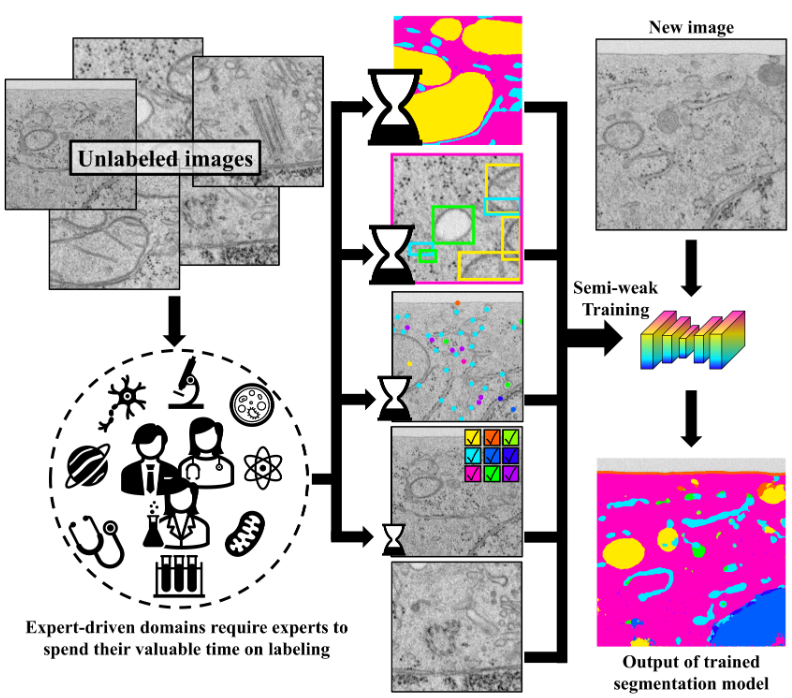 Unlabeled images
Expert-driven domains require experts to
spend their valuable time on labeling
New image
Semi-weak
Training
Output of trained
segmentation model